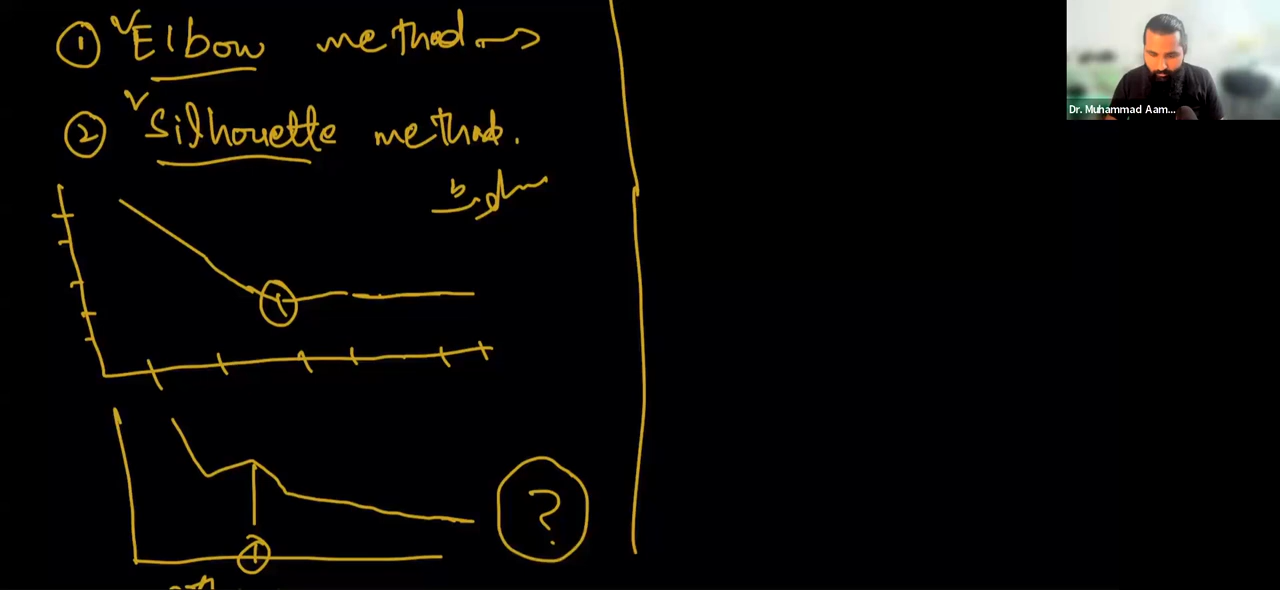 ① Elbow method →
② Silhouette method.
?
Dr. Muhammad Aam...